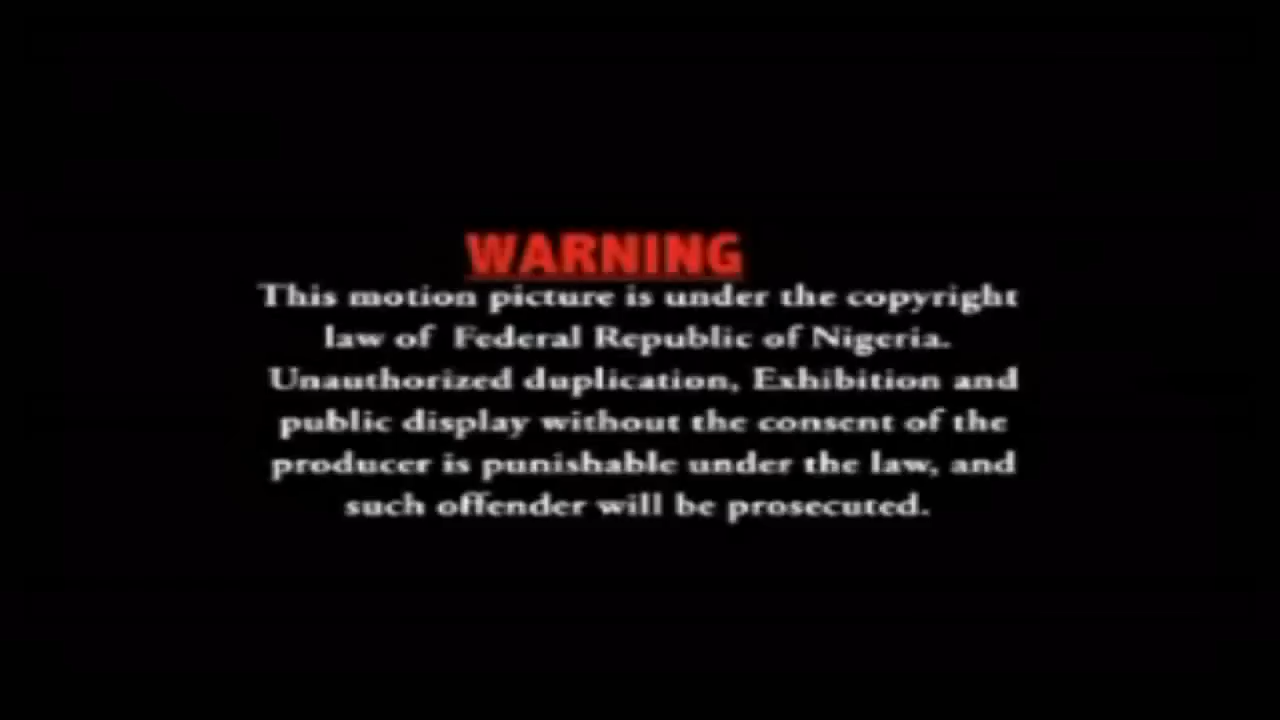 WARNING
This motion picture is under the copyright
law of Federal Republic of Nigeria.
Unauthorized duplication, Exhibition and
public display without the consent of the
producer is punishable under the law, and
such offender will be prosecuted.